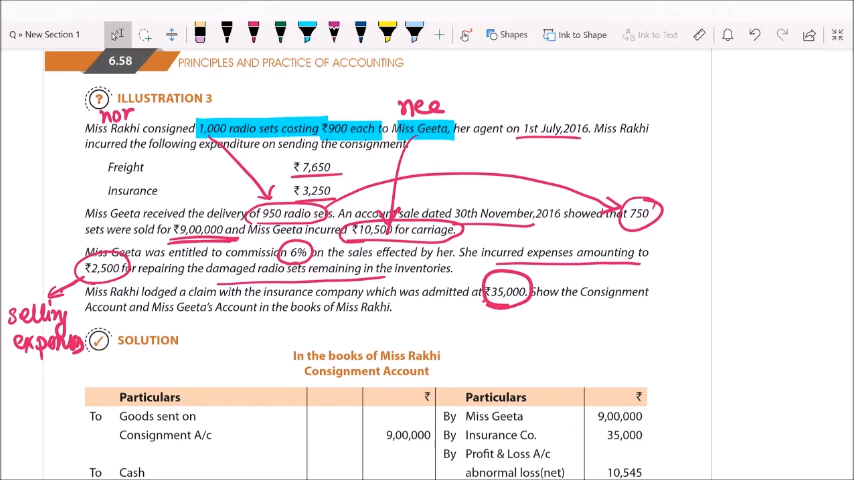 Q » New Section 1
Shapes
Ink to Shape
Ink to Text
6.58
PRINCIPLES AND PRACTICE OF ACCOUNTING
? ILLUSTRATION 3
nor
nee
Miss Rakhi consigned 1,000 radio sets costing ₹900 each to Miss Geeta, her agent on 1st July,2016. Miss Rakhi
incurred the following expenditure on sending the consignment.
Freight ₹ 7,650
Insurance ₹ 3,250
Miss Geeta received the delivery of 950 radio sets. An account sale dated 30th November,2016 showed that 750
sets were sold for ₹9,00,000 and Miss Geeta incurred ₹10,500 for carriage.
Miss Geeta was entitled to commission 6% on the sales effected by her. She incurred expenses amounting to
₹2,500 for repairing the damaged radio sets remaining in the inventories.
Miss Rakhi lodged a claim with the insurance company which was admitted at ₹35,000. Show the Consignment
Account and Miss Geeta's Account in the books of Miss Rakhi.
selling
SOLUTION
In the books of Miss Rakhi
Consignment Account
Particulars ₹ Particulars ₹
To Goods sent on By Miss Geeta 9,00,000
Consignment A/c 9,00,000 By Insurance Co. 35,000
By Profit & Loss A/c
To Cash abnormal loss(net) 10,545